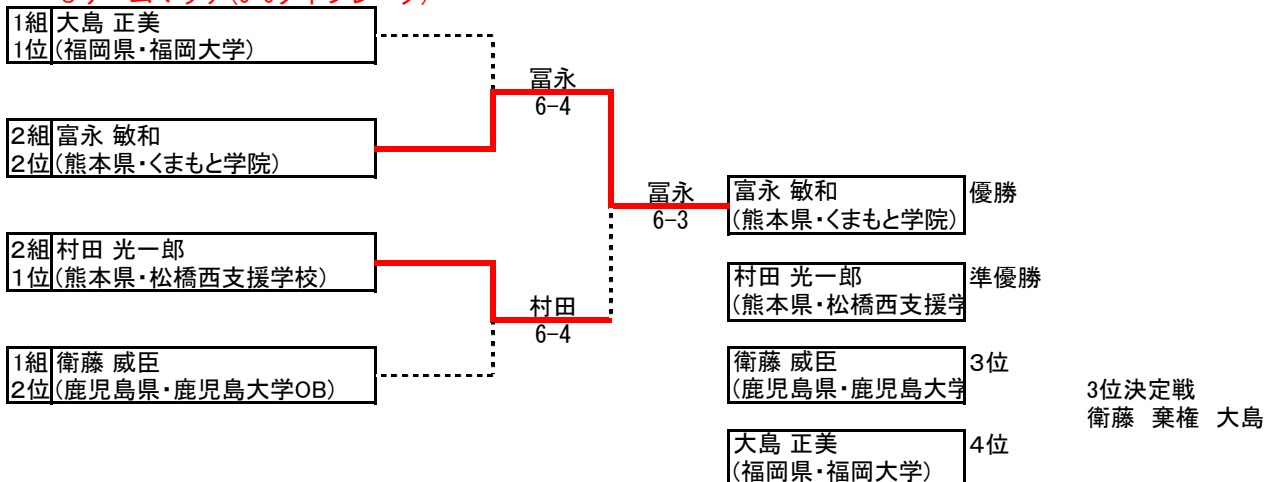 1組 大島 正美
1位 (福岡県・福岡大学)
冨永
6-4
2組 富永 敏和
2位 (熊本県・くまもと学院)
冨永
6-3
富永 敏和 優勝
(熊本県・くまもと学院)
2組 村田 光一郎
1位 (熊本県・松橋西支援学校)
村田 光一郎 準優勝
(熊本県・松橋西支援学
村田
6-4
1組 衛藤 威臣
2位 (鹿児島県・鹿児島大学OB)
衛藤 威臣 3位
(鹿児島県・鹿児島大学
3位決定戦
衛藤 棄権 大島
大島 正美 4位
(福岡県・福岡大学)